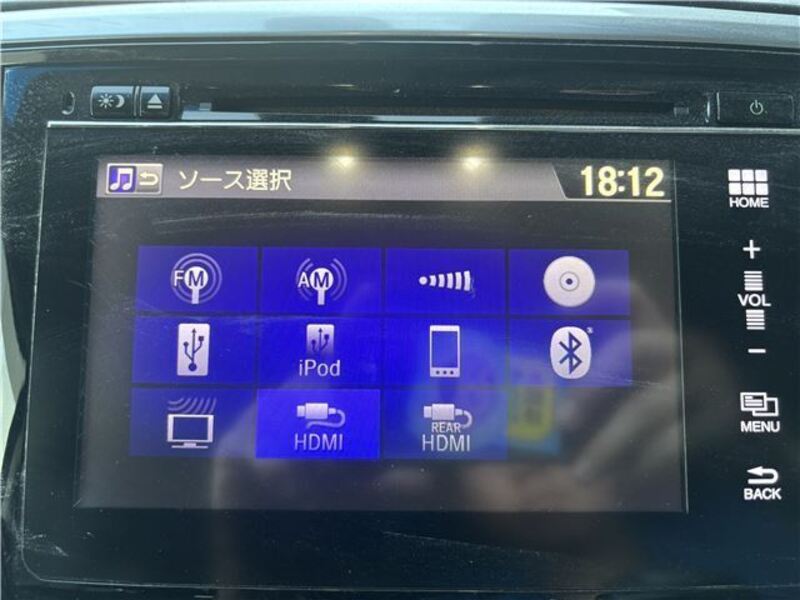 ソース選択
18:12
HOME
FM
AM
+
VOL
−
iPod
HDMI
REAR
HDMI
MENU
BACK